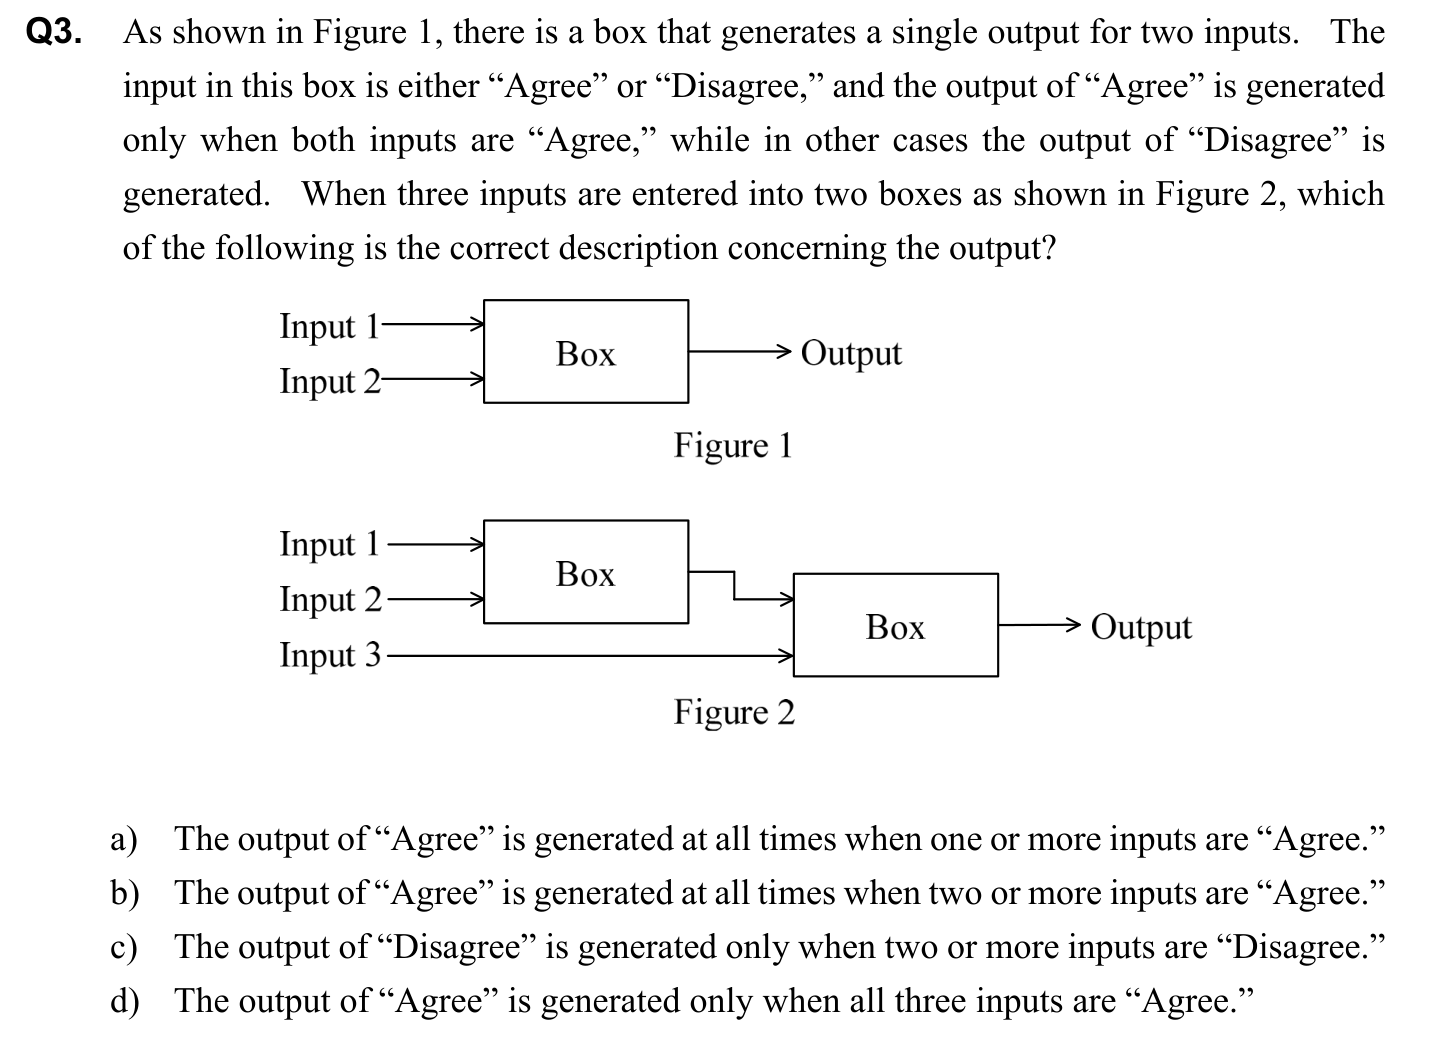 Q3. As shown in Figure 1, there is a box that generates a single output for two inputs. The
input in this box is either “Agree” or “Disagree,” and the output of “Agree” is generated
only when both inputs are “Agree,” while in other cases the output of “Disagree” is
generated. When three inputs are entered into two boxes as shown in Figure 2, which
of the following is the correct description concerning the output?
Input 1
Box
Output
Input 2
Figure 1
Input 1
Box
Input 2
Box
Output
Input 3
Figure 2
a) The output of “Agree” is generated at all times when one or more inputs are “Agree.”
b) The output of “Agree” is generated at all times when two or more inputs are “Agree.”
c) The output of “Disagree” is generated only when two or more inputs are “Disagree.”
d) The output of “Agree” is generated only when all three inputs are “Agree.”